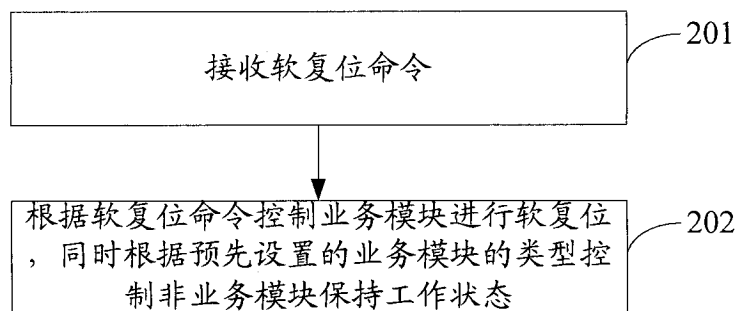 接收软复位命令
201
根据软复位命令控制业务模块进行软复位
，同时根据预先设置的业务模块的类型控
制非业务模块保持工作状态
202